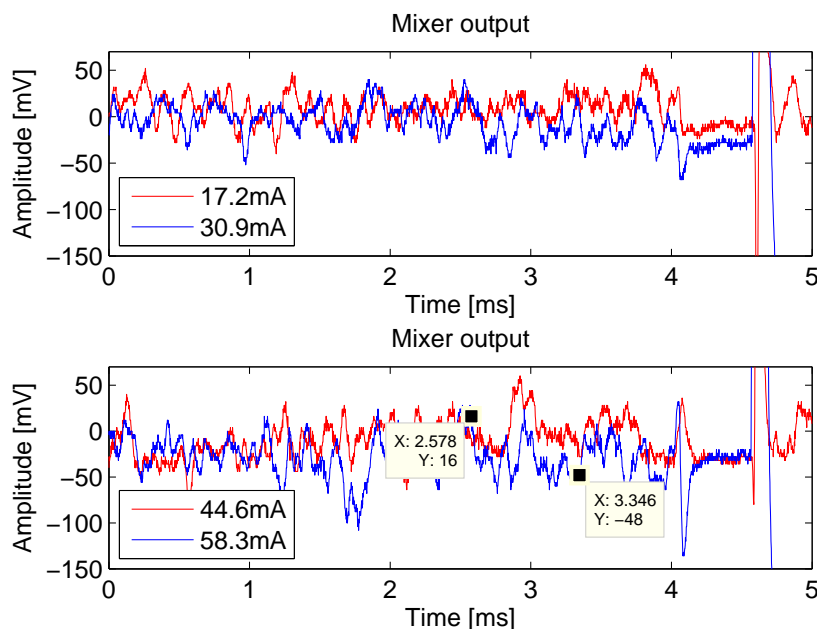 Mixer output
Amplitude [mV]
50
0
−50
−100
−150
17.2mA
30.9mA
0 1 2 3 4 5
Time [ms]
Mixer output
Amplitude [mV]
50
0
−50
−100
−150
X: 2.578
Y: 16
X: 3.346
Y: −48
44.6mA
58.3mA
0 1 2 3 4 5
Time [ms]